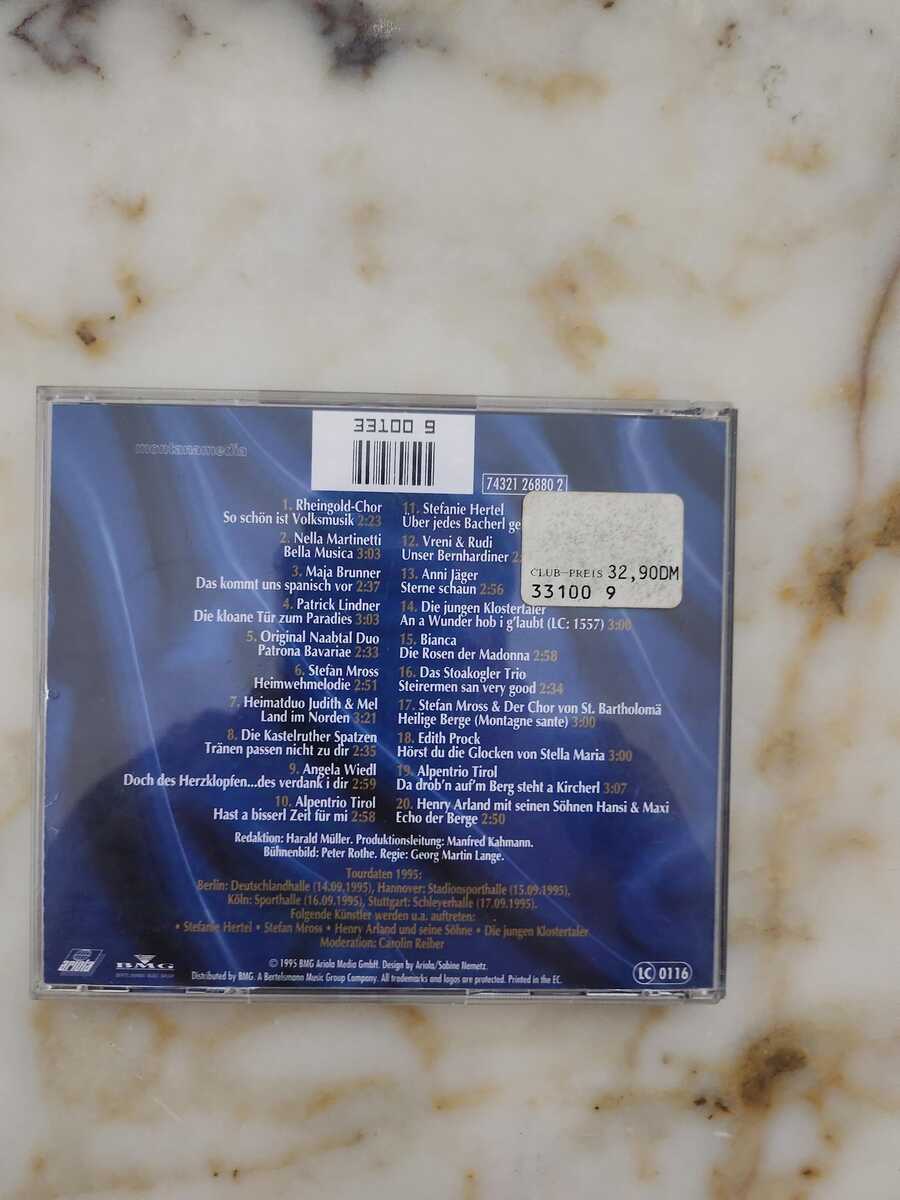 33100 9
montanamedia
74321 26880 2
CLUB-PREIS 32,90DM
33100 9
1. Rheingold-Chor
So schön ist Volksmusik 2:23
2. Nella Martinetti
Bella Musica 3:03
3. Maja Brunner
Das kommt uns spanisch vor 2:37
4. Patrick Lindner
Die kloane Tür zum Paradies 3:03
5. Original Naabtal Duo
Patrona Bavariae 2:33
6. Stefan Mross
Heimwehmelodie 2:51
7. Heimatduo Judith & Mel
Land im Norden 3:21
8. Die Kastelruther Spatzen
Tränen passen nicht zu dir 2:35
9. Angela Wiedl
Doch des Herzklopfen...des verdank i dir 2:59
10. Alpentrio Tirol
Hast a bisserl Zeit für mi 2:58
11. Stefanie Hertel
Über jedes Bacherl ge
12. Vreni & Rudi
Unser Bernhardiner 2:
13. Anni Jäger
Sterne schaun 2:56
14. Die jungen Klostertaler
An a Wunder hob i g'laubt (LC: 1557) 3:00
15. Bianca
Die Rosen der Madonna 2:58
16. Das Stoakogler Trio
Steirermen san very good 2:34
17. Stefan Mross & Der Chor von St. Bartholomä
Heilige Berge (Montagne sante) 3:00
18. Edith Prock
Hörst du die Glocken von Stella Maria 3:00
19. Alpentrio Tirol
Da drob'n auf'm Berg steht a Kircherl 3:07
20. Henry Arland mit seinen Söhnen Hansi & Maxi
Echo der Berge 2:50
Redaktion: Harald Müller. Produktionsleitung: Manfred Kahmann.
Bühnenbild: Peter Rothe. Regie: Georg Martin Lange.
Tourdaten 1995:
Berlin: Deutschlandhalle (14.09.1995), Hannover: Stadionsporthalle (15.09.1995),
Köln: Sporthalle (16.09.1995), Stuttgart: Schleyerhalle (17.09.1995).
Folgende Künstler werden u.a. auftreten:
• Stefanie Hertel • Stefan Mross • Henry Arland und seine Söhne • Die jungen Klostertaler
Moderation: Carolin Reiber
© 1995 BMG Ariola Media GmbH. Design by Ariola/Sabine Nemetz.
Distributed by BMG. A Bertelsmann Music Group Company. All trademarks and logos are protected. Printed in the EC.
ariola
BMG
BERTELSMANN MUSIC GROUP
LC 0116